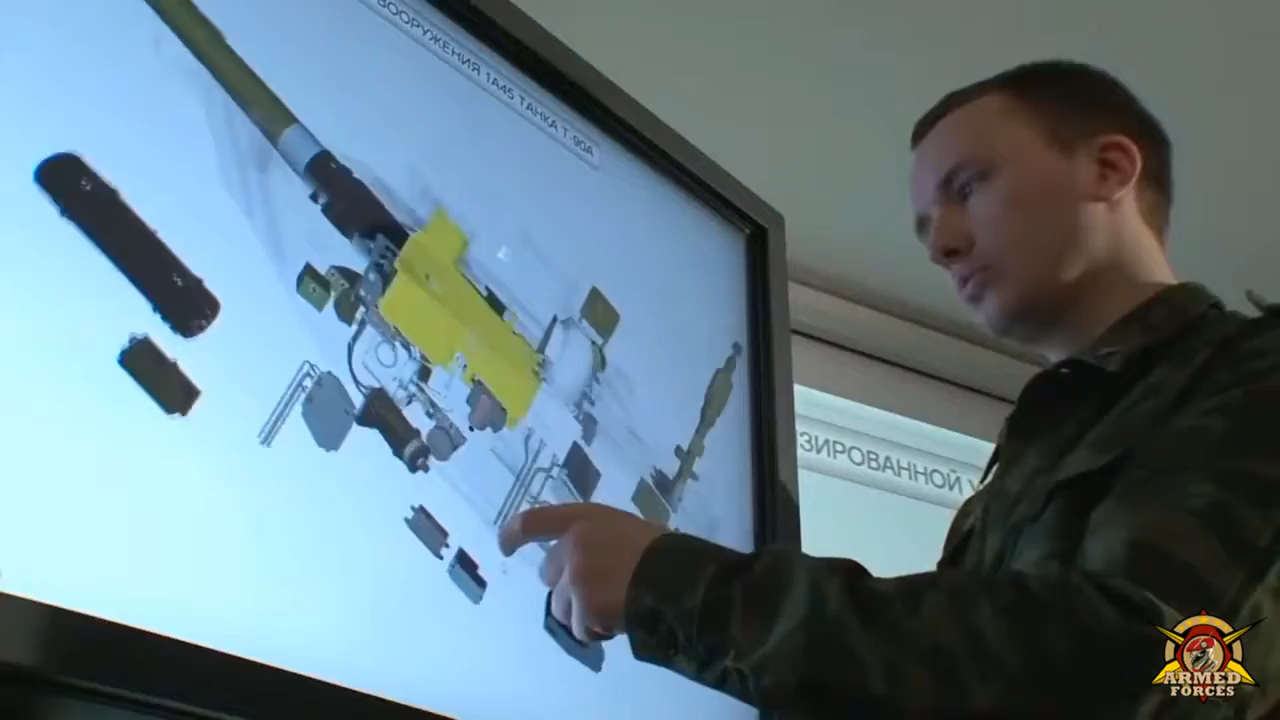 ВООРУЖЕНИЯ 1А45 ТАНКА Т-90А
ЗИРОВАННОЙ
ARMED
FORCES